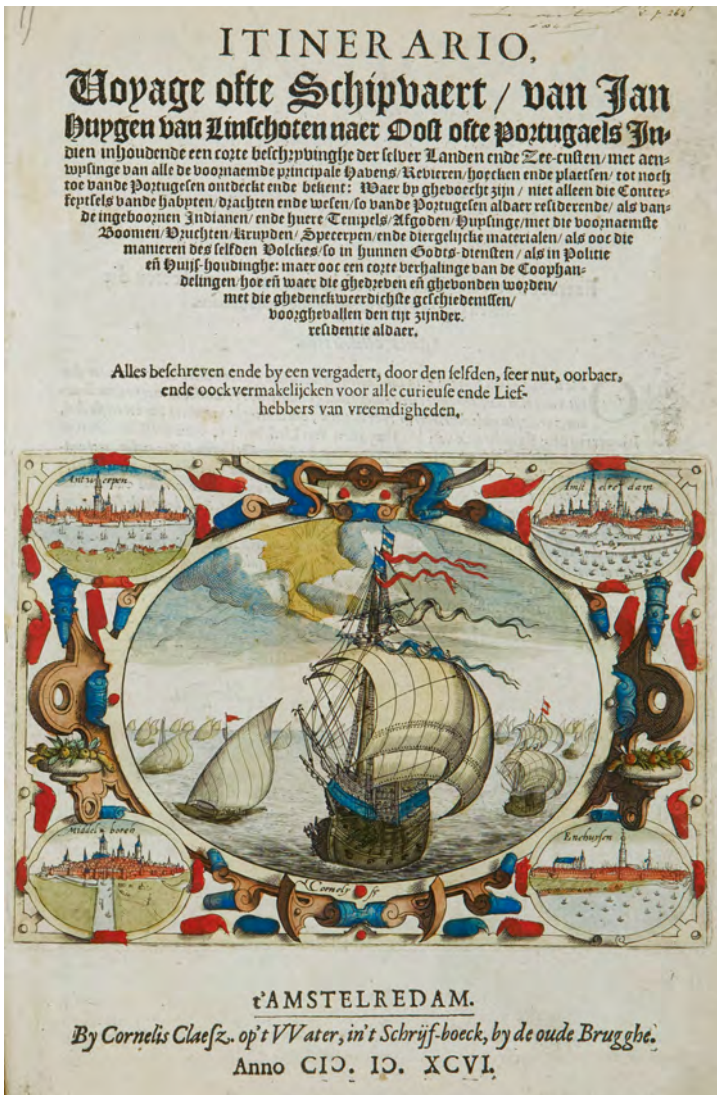 ITINERARIO,
Voyage ofte Schipvaert / van Jan
Huygen van Linschoten naer Oost ofte Portugaels In-
dien inhoudende een corte beschryvinghe der selver Landen ende Zee-custen / met aen-
wysinge van alle de voornaemde principale Havens / Revieren / hoecken ende plaetsen / tot noch
toe vande Portugesen ontdeckt ende bekent: Waer by ghevoecht zijn / niet alleen die Conter-
feytsels vande habyten / drachten ende wesen / so vande Portugesen aldaer residerende / als van-
de ingeboornen Indianen / ende huere Tempels / Afgoden / Huysinge / met die voornaemste
Boomen / Vruchten / Kruyden / Speceryen / ende diergelijcke materialen / als ooc die
manieren des selfden Volckes / so in hunnen Godts-diensten / als in Politie
eñ Huijs-houdinghe: maer ooc een corte verhalinge van de Coophan-
delingen / hoe eñ waer die ghedreven eñ ghevonden worden /
met die ghedenckweerdichste geschiedenissen /
voorghevallen den tijt zijnder
residentie aldaer.
Alles beschreven ende by een vergadert, door den selfden, seer nut, oorbaer,
ende oock vermakelijcken voor alle curieuse ende Lief-
hebbers van vreemdigheden.
Antwerpen
Amstelredam
Middelborch
Enchuysen
t'AMSTELREDAM.
By Cornelis Claesz. op't VVater, in't Schrijf-boeck, by de oude Brugghe.
Anno CIƆ. IƆ. XCVI.